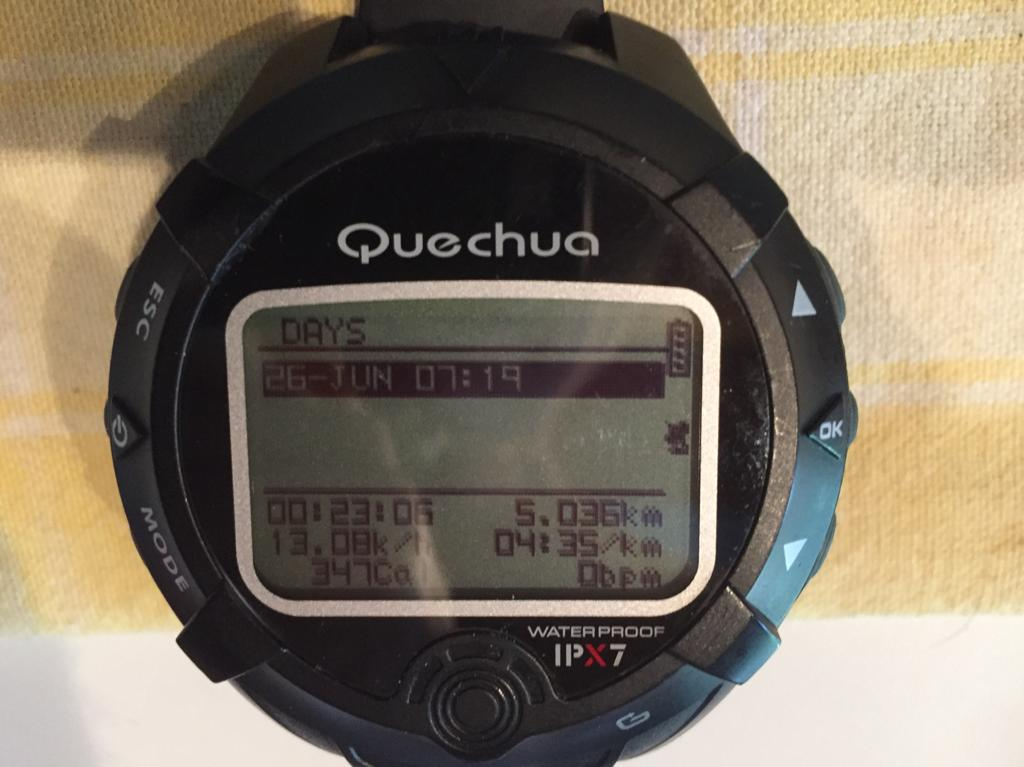 Quechua
DAYS
26-JUN 07:19
00:23:06 5.036km
13.08k/h 04:35/km
347Cal 0bpm
WATERPROOF
IPX7
ESC
MODE
OK